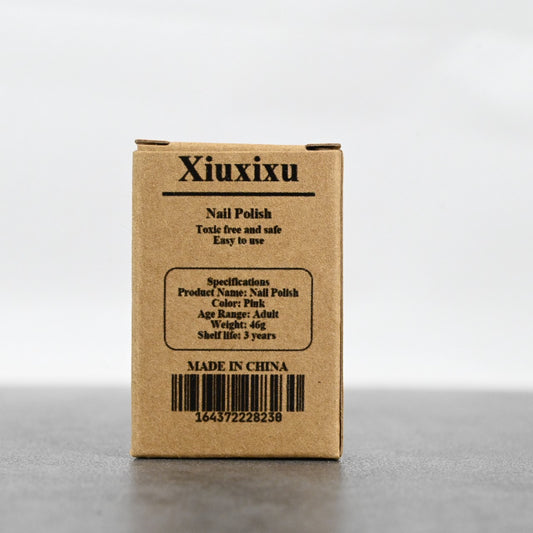 Xiuxixu
Nail Polish
Toxic free and safe
Easy to use
Specifications
Product Name: Nail Polish
Color: Pink
Age Range: Adult
Weight: 46g
Shelf life: 3 years
MADE IN CHINA
164372228230